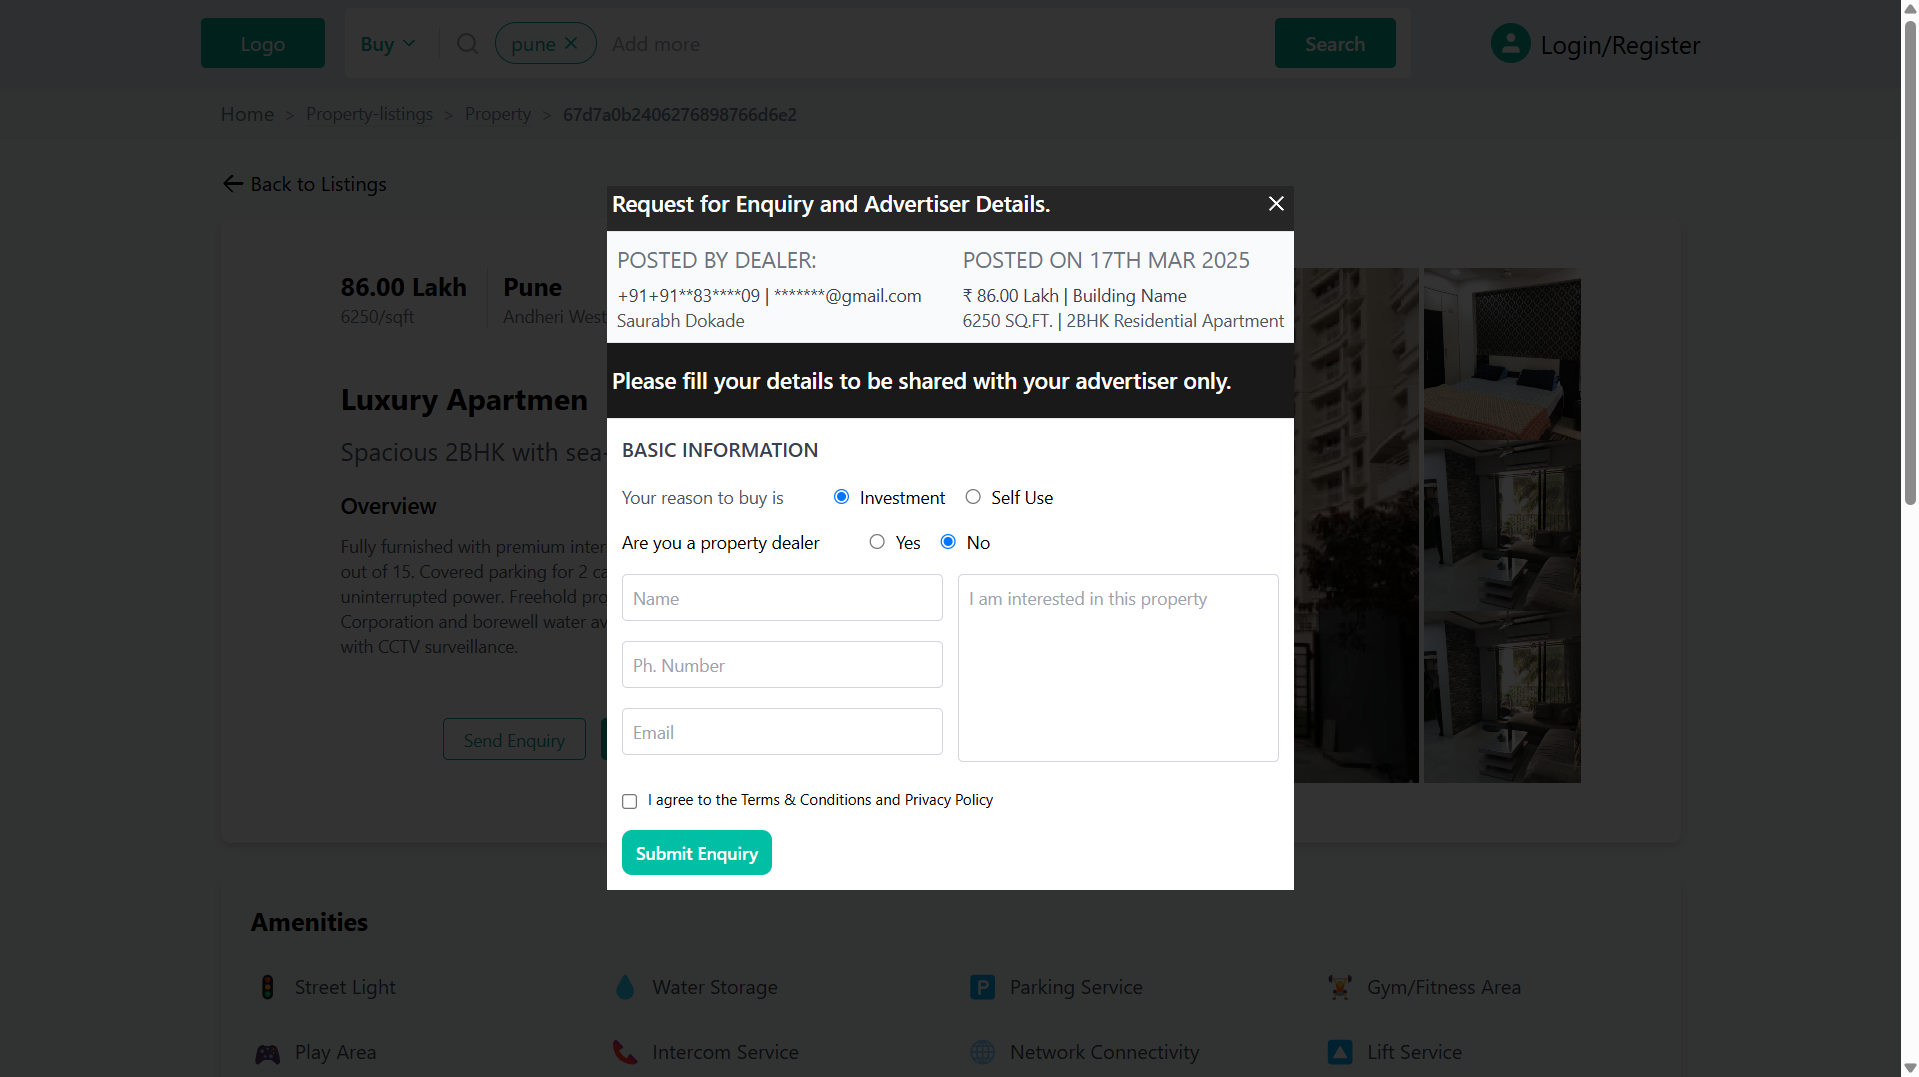 Logo
Buy
pune ×
Add more
Search
Login/Register
Home > Property-listings > Property > 67d7a0b2406276898766d6e2
Back to Listings
86.00 Lakh
6250/sqft
Pune
Andheri West
Luxury Apartmen
Spacious 2BHK with sea-
Overview
Fully furnished with premium inter
out of 15. Covered parking for 2 ca
uninterrupted power. Freehold pro
Corporation and borewell water av
with CCTV surveillance.
Send Enquiry
Request for Enquiry and Advertiser Details.
POSTED BY DEALER:
+91+91**83****09 | *******@gmail.com
Saurabh Dokade
POSTED ON 17TH MAR 2025
₹ 86.00 Lakh | Building Name
6250 SQ.FT. | 2BHK Residential Apartment
Please fill your details to be shared with your advertiser only.
BASIC INFORMATION
Your reason to buy is Investment Self Use
Are you a property dealer Yes No
Name
Ph. Number
Email
I am interested in this property
I agree to the Terms & Conditions and Privacy Policy
Submit Enquiry
Amenities
Street Light
Water Storage
Parking Service
Gym/Fitness Area
Play Area
Intercom Service
Network Connectivity
Lift Service